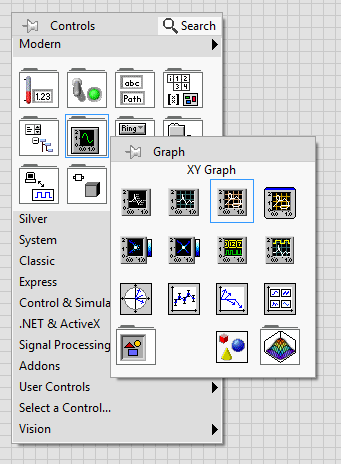 Controls Search
Modern
1.23
abc
Path
1 2
3 4
Ring
Graph
XY Graph
Silver
System
Classic
Express
Control & Simula
.NET & ActiveX
Signal Processing
Addons
User Controls
Select a Control...
Vision